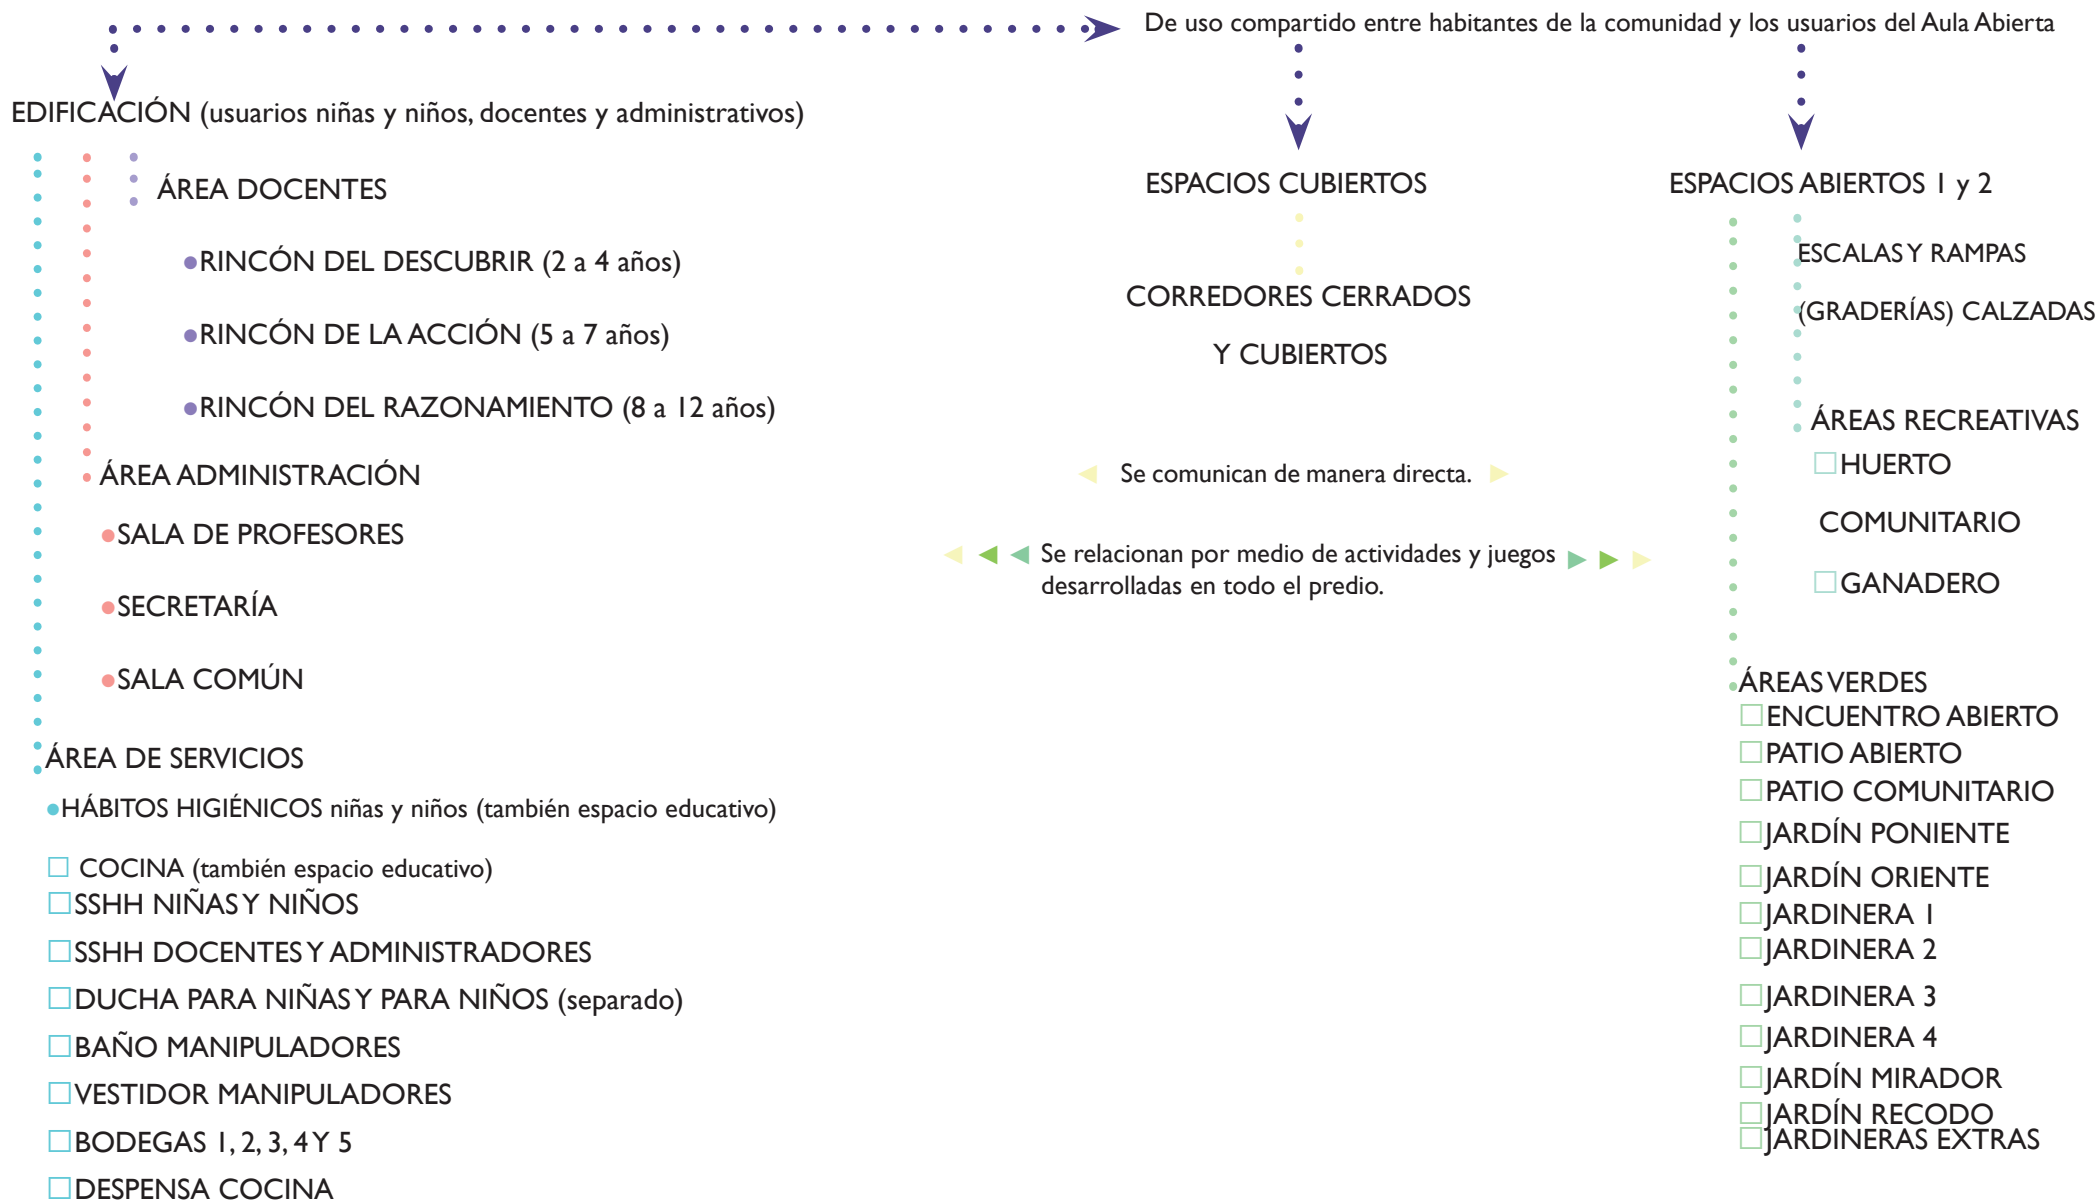 De uso compartido entre habitantes de la comunidad y los usuarios del Aula Abierta
EDIFICACIÓN (usuarios niñas y niños, docentes y administrativos)
ÁREA DOCENTES
RINCÓN DEL DESCUBRIR (2 a 4 años)
RINCÓN DE LA ACCIÓN (5 a 7 años)
RINCÓN DEL RAZONAMIENTO (8 a 12 años)
ÁREA ADMINISTRACIÓN
SALA DE PROFESORES
SECRETARÍA
SALA COMÚN
ÁREA DE SERVICIOS
HÁBITOS HIGIÉNICOS niñas y niños (también espacio educativo)
COCINA (también espacio educativo)
SSHH NIÑAS Y NIÑOS
SSHH DOCENTES Y ADMINISTRADORES
DUCHA PARA NIÑAS Y PARA NIÑOS (separado)
BAÑO MANIPULADORES
VESTIDOR MANIPULADORES
BODEGAS 1, 2, 3, 4 Y 5
DESPENSA COCINA
ESPACIOS CUBIERTOS
CORREDORES CERRADOS
Y CUBIERTOS
Se comunican de manera directa.
Se relacionan por medio de actividades y juegos
desarrolladas en todo el predio.
ESPACIOS ABIERTOS 1 y 2
ESCALAS Y RAMPAS
(GRADERÍAS) CALZADAS
ÁREAS RECREATIVAS
HUERTO
COMUNITARIO
GANADERO
ÁREAS VERDES
ENCUENTRO ABIERTO
PATIO ABIERTO
PATIO COMUNITARIO
JARDÍN PONIENTE
JARDÍN ORIENTE
JARDINERA 1
JARDINERA 2
JARDINERA 3
JARDINERA 4
JARDÍN MIRADOR
JARDÍN RECODO
JARDINERAS EXTRAS